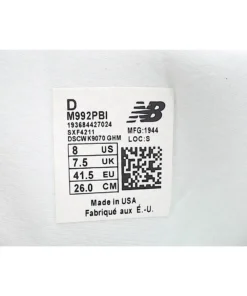 D
M992PBI
193684427024
SXF4211
DSCWK9070 GHM
NB
MFG:1944
LOC:S
8 US
7.5 UK
41.5 EU
26.0 CM
Made in USA
Fabriqué aux É.-U.